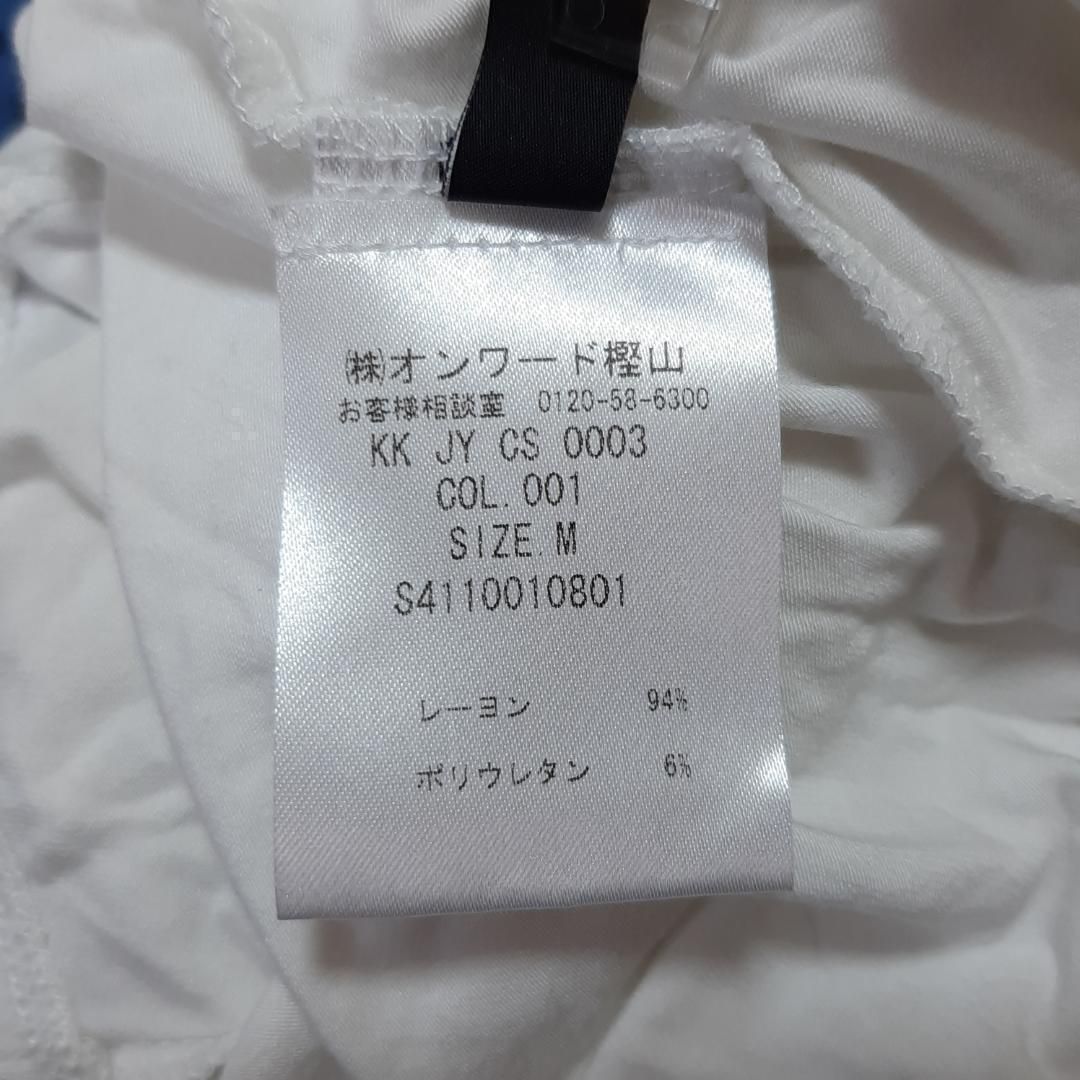 ㈱オンワード樫山
お客様相談室 0120-58-6300
KK JY CS 0003
COL.001
SIZE.M
S4110010801
レーヨン 94%
ポリウレタン 6%